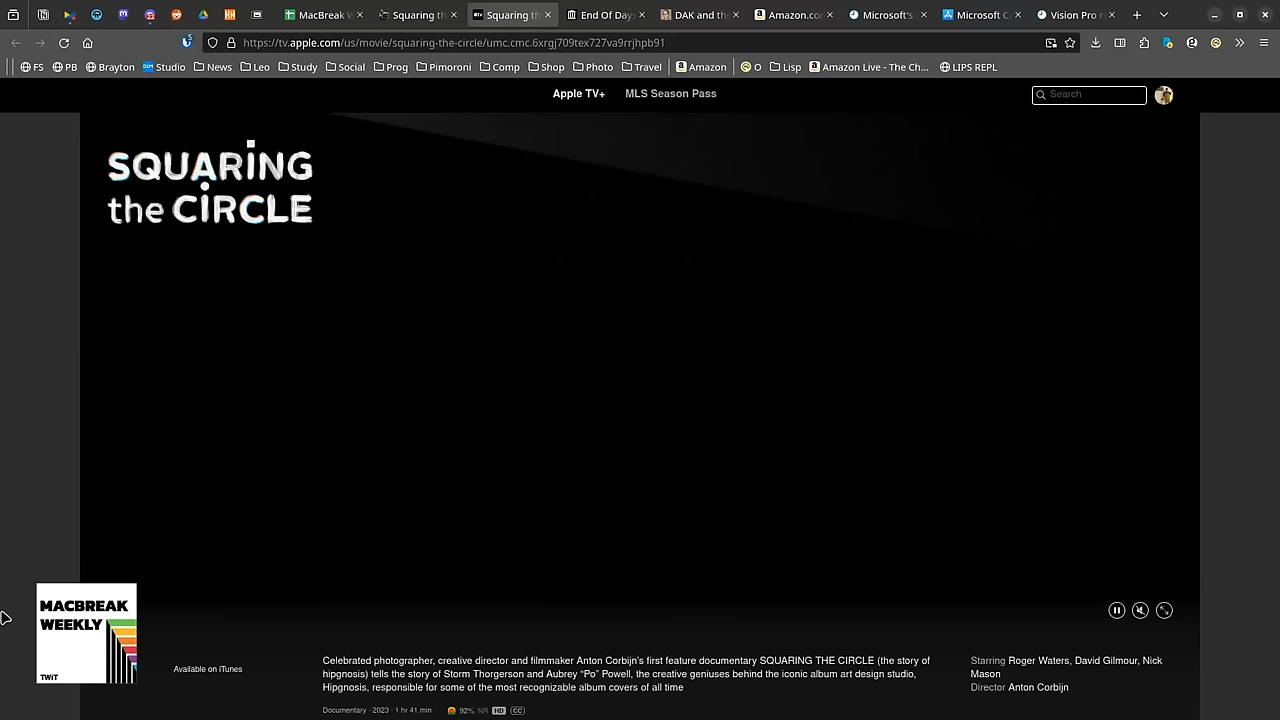 MacBreak W
Squaring th
Squaring th
End Of Day
DAK and th
Amazon.co
Microsoft's
Microsoft C
Vision Pro r
https://tv.apple.com/us/movie/squaring-the-circle/umc.cmc.6xrgj709tex727va9rrjhpb91
FS PB Brayton Studio News Leo Study Social Prog Pimoroni Comp Shop Photo Travel Amazon O Lisp Amazon Live - The Ch... LIPS REPL
Apple TV+ MLS Season Pass Search
SQUARING
the CIRCLE
MACBREAK
WEEKLY
TWiT
Available on iTunes
Celebrated photographer, creative director and filmmaker Anton Corbijn's first feature documentary SQUARING THE CIRCLE (the story of
hipgnosis) tells the story of Storm Thorgerson and Aubrey "Po" Powell, the creative geniuses behind the iconic album art design studio,
Hipgnosis, responsible for some of the most recognizable album covers of all time
Documentary · 2023 · 1 hr 41 min 92% NR HD CC
Starring Roger Waters, David Gilmour, Nick
Mason
Director Anton Corbijn